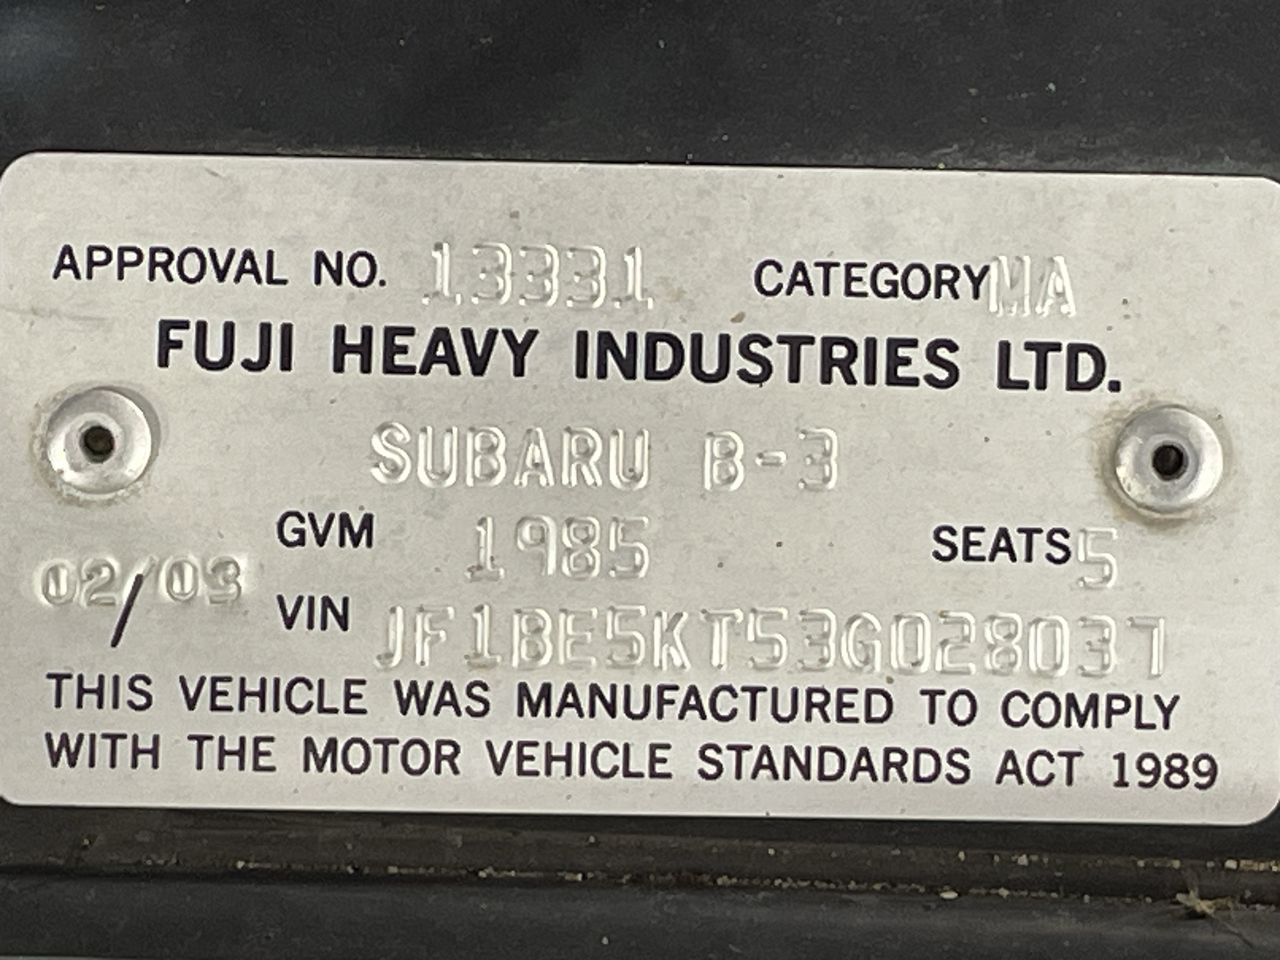 APPROVAL NO. 13331 CATEGORY MA
FUJI HEAVY INDUSTRIES LTD.
SUBARU B-3
GVM 1985 SEATS 5
02/03 VIN JF1BE5KT53G028037
THIS VEHICLE WAS MANUFACTURED TO COMPLY
WITH THE MOTOR VEHICLE STANDARDS ACT 1989